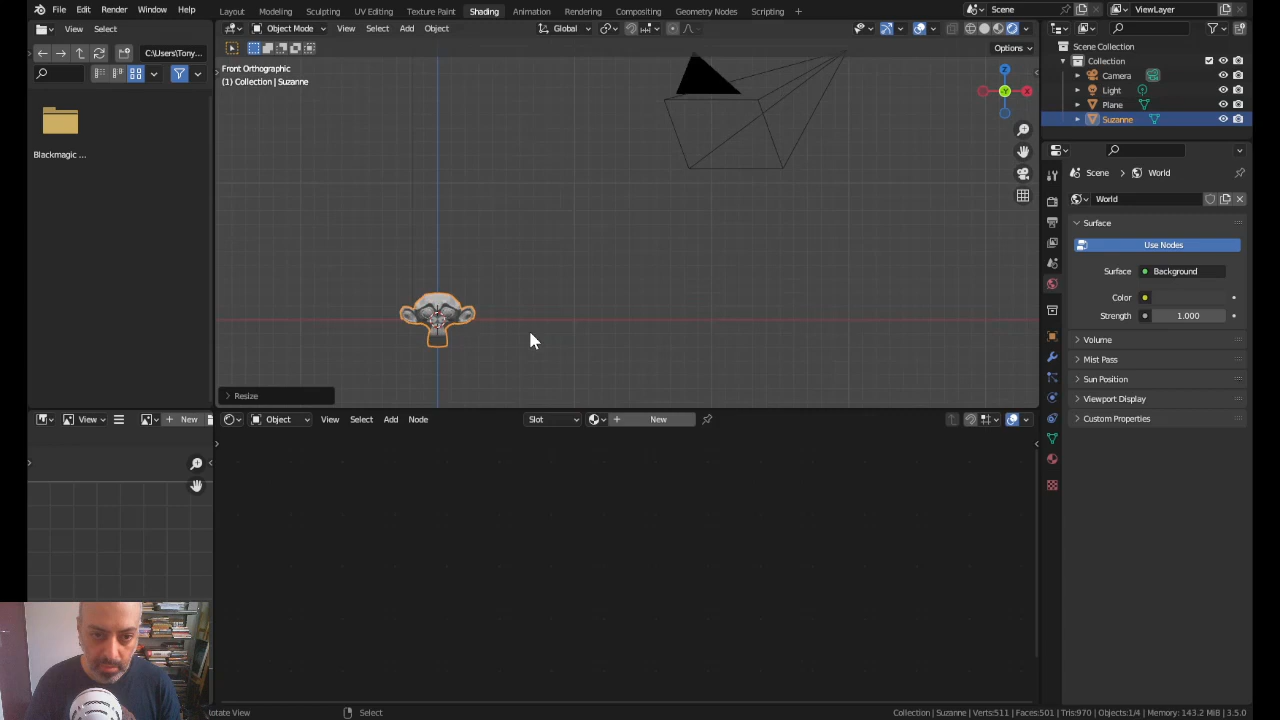 File Edit Render Window Help Layout Modeling Sculpting UV Editing Texture Paint Shading Animation Rendering Compositing Geometry Nodes Scripting + Scene ViewLayer
View Select Global View Select Add Object
Object Mode
C:\Users\Tony...
Options
Front Orthographic
(1) Collection | Suzanne
Z
-Y
X
Blackmagic ...
Resize
Scene Collection
Collection
Camera
Light
Plane
Suzanne
Scene > World
World
Surface
Use Nodes
Surface Background
Color
Strength 1.000
Volume
Mist Pass
Sun Position
Viewport Display
Custom Properties
View + New Object View Select Add Node Slot + New
otate View Select Collection | Suzanne | Verts:511 | Faces:501 | Tris:970 | Objects:1/4 | Memory: 143.2 MiB | 3.5.0